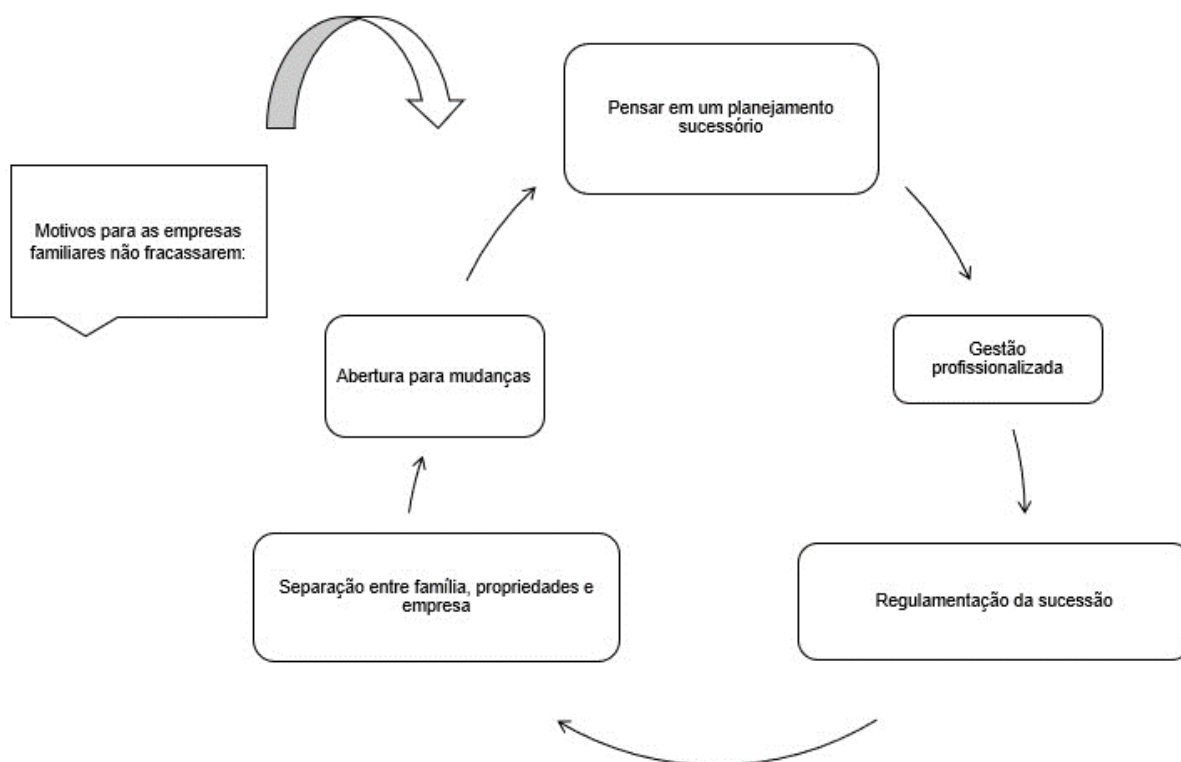 Motivos para as empresas
familiares não fracassarem:
Pensar em um planejamento
sucessório
Gestão
profissionalizada
Regulamentação da sucessão
Separação entre família, propriedades e
empresa
Abertura para mudanças